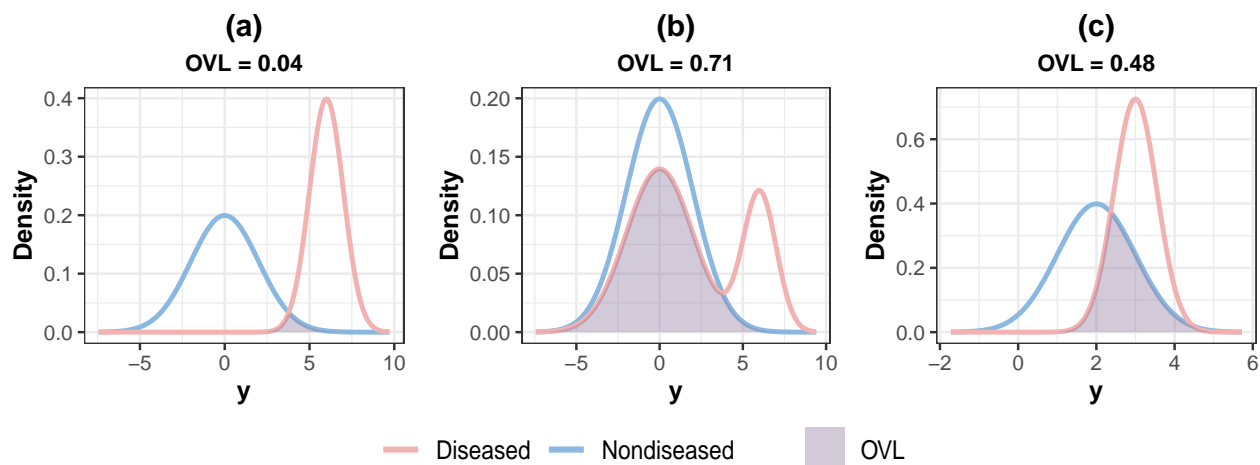 (a)
OVL = 0.04
Density
0.4
0.3
0.2
0.1
0.0
−5 0 5 10
y
(b)
OVL = 0.71
Density
0.20
0.15
0.10
0.05
0.00
−5 0 5 10
y
(c)
OVL = 0.48
Density
0.6
0.4
0.2
0.0
−2 0 2 4 6
y
Diseased Nondiseased OVL